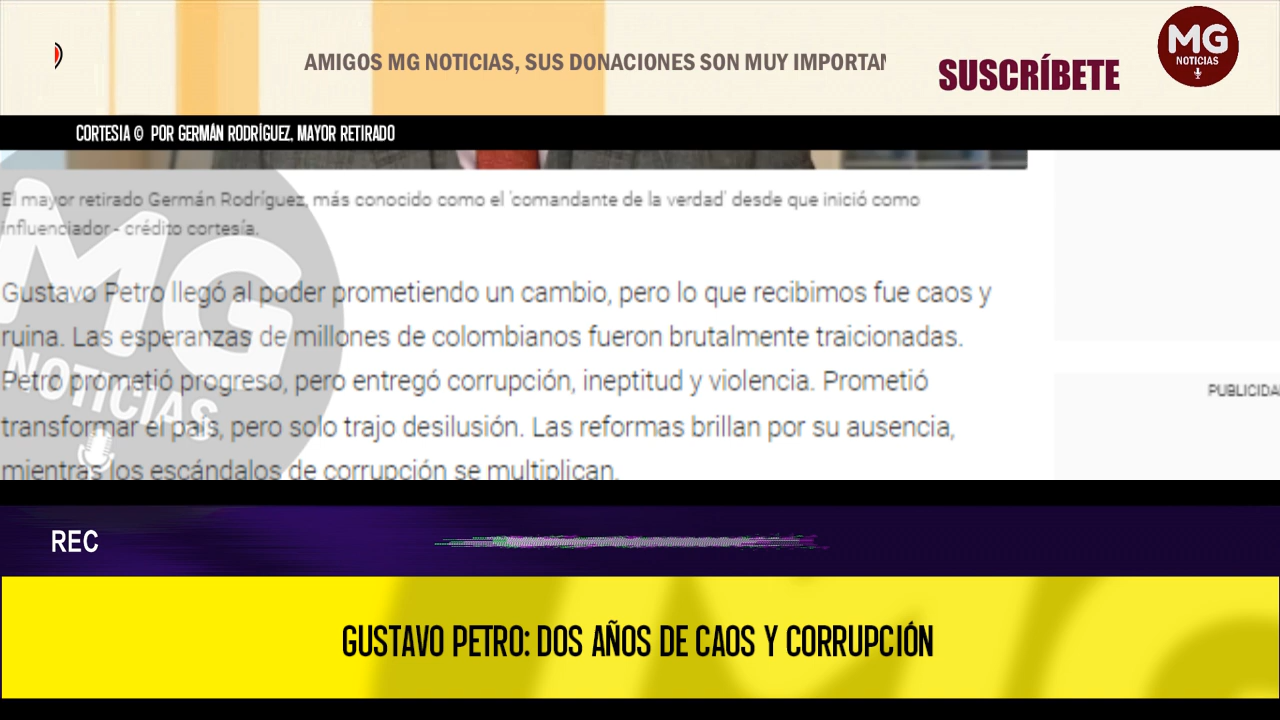 AMIGOS MG NOTICIAS, SUS DONACIONES SON MUY
SUSCRÍBETE
MG
NOTICIAS
CORTESIA © POR GERMÁN RODRÍGUEZ, MAYOR RETIRADO
El mayor retirado Germán Rodríguez, más conocido como el 'comandante de la verdad' desde que inició como
influenciador - crédito cortesía.
Gustavo Petro llegó al poder prometiendo un cambio, pero lo que recibimos fue caos y
ruina. Las esperanzas de millones de colombianos fueron brutalmente traicionadas.
Petro prometió progreso, pero entregó corrupción, ineptitud y violencia. Prometió
transformar el país, pero solo trajo desilusión. Las reformas brillan por su ausencia,
mientras los escándalos de corrupción se multiplican.
MG
NOTICIAS
REC
GUSTAVO PETRO: DOS AÑOS DE CAOS Y CORRUPCIÓN